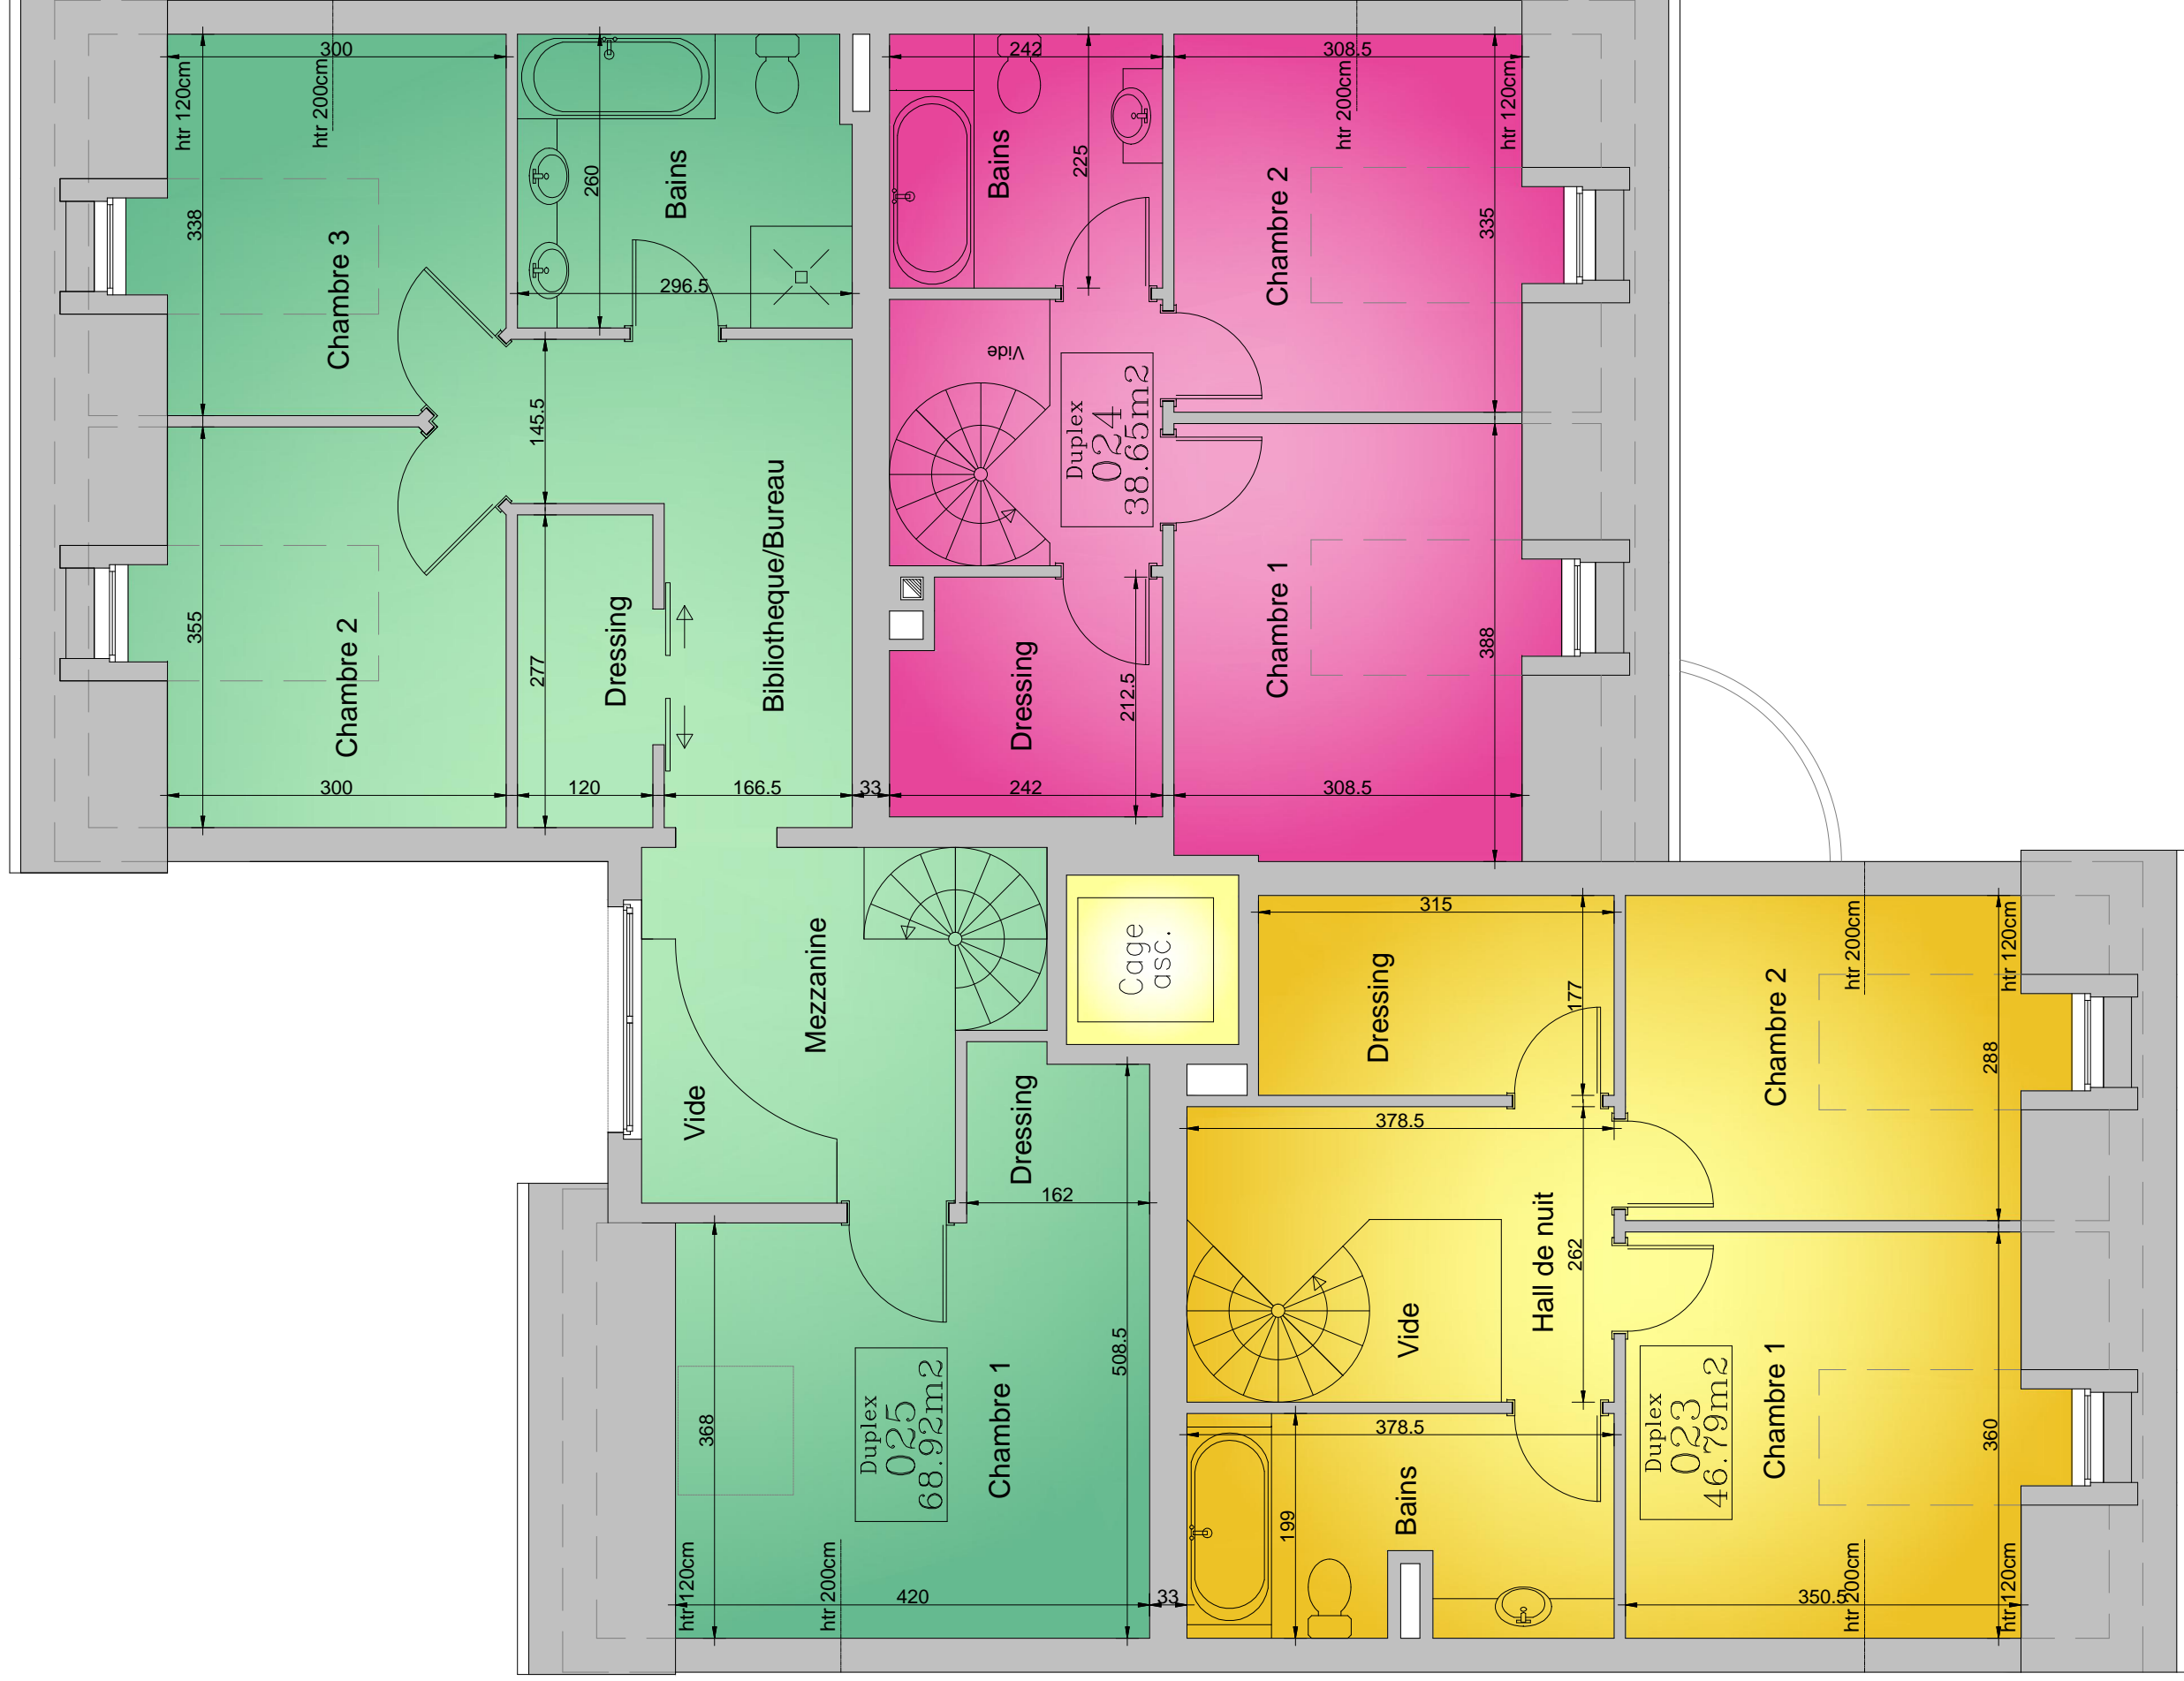 300
htr 120cm
htr 200cm
338
Chambre 3
260
Bains
296.5
145.5
355
Chambre 2
300
277
Dressing
120
Bibliotheque/Bureau
166.5
33
242
Bains
225
Vide
Duplex
024
38.65m2
Dressing
212.5
242
308.5
htr 200cm
htr 120cm
Chambre 2
335
Chambre 1
388
308.5
Mezzanine
Vide
Dressing
162
Cage
asc.
368
Duplex
025
68.92m2
Chambre 1
508.5
htr 120cm
htr 200cm
420
33
315
Dressing
177
378.5
Hall de nuit
262
Vide
378.5
199
Bains
htr 200cm
htr 120cm
Chambre 2
288
Duplex
023
46.79m2
Chambre 1
360
350.5
htr 200cm
htr 120cm